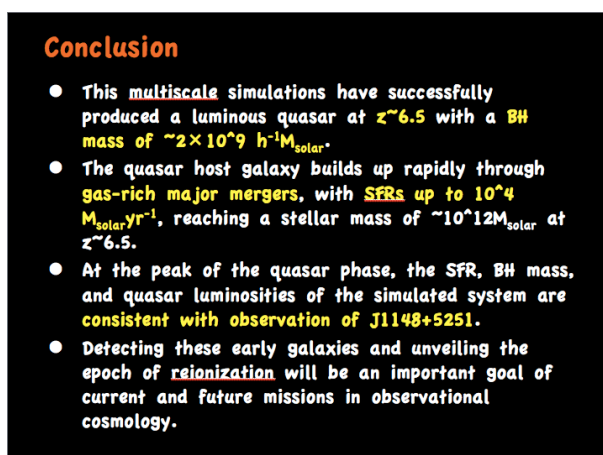 Conclusion
● This multiscale simulations have successfully
produced a luminous quasar at z~6.5 with a BH
mass of ~2×10^9 h⁻¹M_solar.
● The quasar host galaxy builds up rapidly through
gas-rich major mergers, with SFRs up to 10^4
M_solar yr⁻¹, reaching a stellar mass of ~10^12M_solar at
z~6.5.
● At the peak of the quasar phase, the SFR, BH mass,
and quasar luminosities of the simulated system are
consistent with observation of J1148+5251.
● Detecting these early galaxies and unveiling the
epoch of reionization will be an important goal of
current and future missions in observational
cosmology.